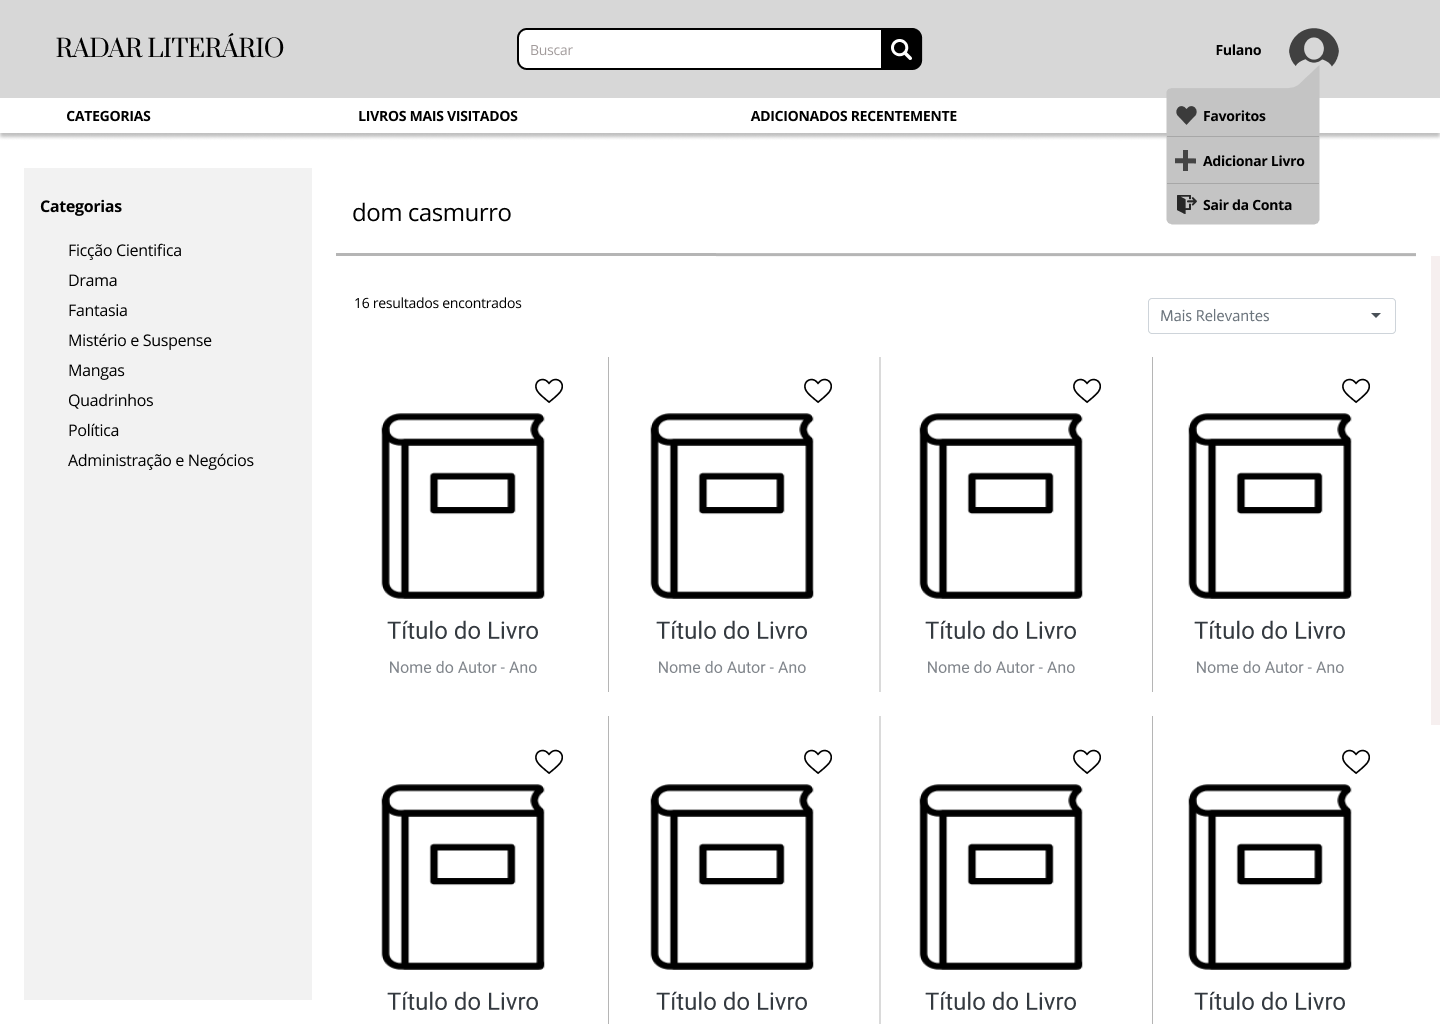 RADAR LITERÁRIO
Buscar
Fulano
CATEGORIAS
LIVROS MAIS VISITADOS
ADICIONADOS RECENTEMENTE
Favoritos
Adicionar Livro
Sair da Conta
Categorias
Ficção Cientifica
Drama
Fantasia
Mistério e Suspense
Mangas
Quadrinhos
Política
Administração e Negócios
dom casmurro
16 resultados encontrados
Mais Relevantes
Título do Livro
Nome do Autor - Ano
Título do Livro
Nome do Autor - Ano
Título do Livro
Nome do Autor - Ano
Título do Livro
Nome do Autor - Ano
Título do Livro
Título do Livro
Título do Livro
Título do Livro